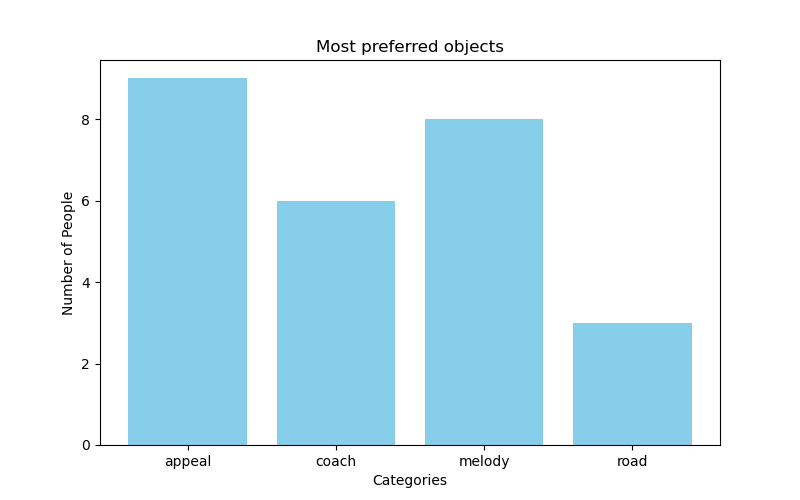 Most preferred objects
Number of People
8
6
4
2
0
appeal coach melody road
Categories